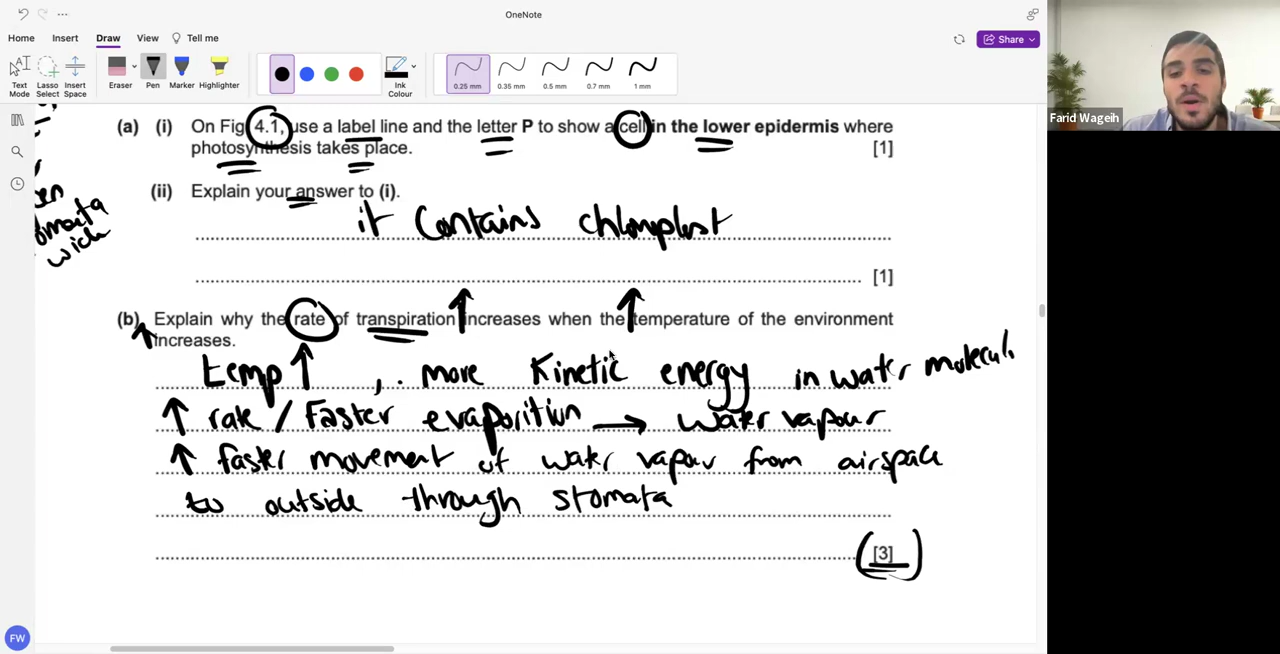 OneNote
Home Insert Draw View Tell me
Share
Text Mode
Lasso Select
Insert Space
Eraser
Pen
Marker
Highlighter
Ink Colour
0.25 mm
0.35 mm
0.5 mm
0.7 mm
1 mm
Farid Wageih
(a) (i) On Fig 4.1, use a label line and the letter P to show a cell in the lower epidermis where
photosynthesis takes place. [1]
(ii) Explain your answer to (i).
it contains chloroplast
[1]
wich
(b) Explain why the rate of transpiration increases when the temperature of the environment
increases.
temp ↑ , . more Kinetic energy in water molecul
↑ rate / Faster evaporition → water vapour
↑ faster movement of water vapour from airspace
to outside through stomata
[3]
FW